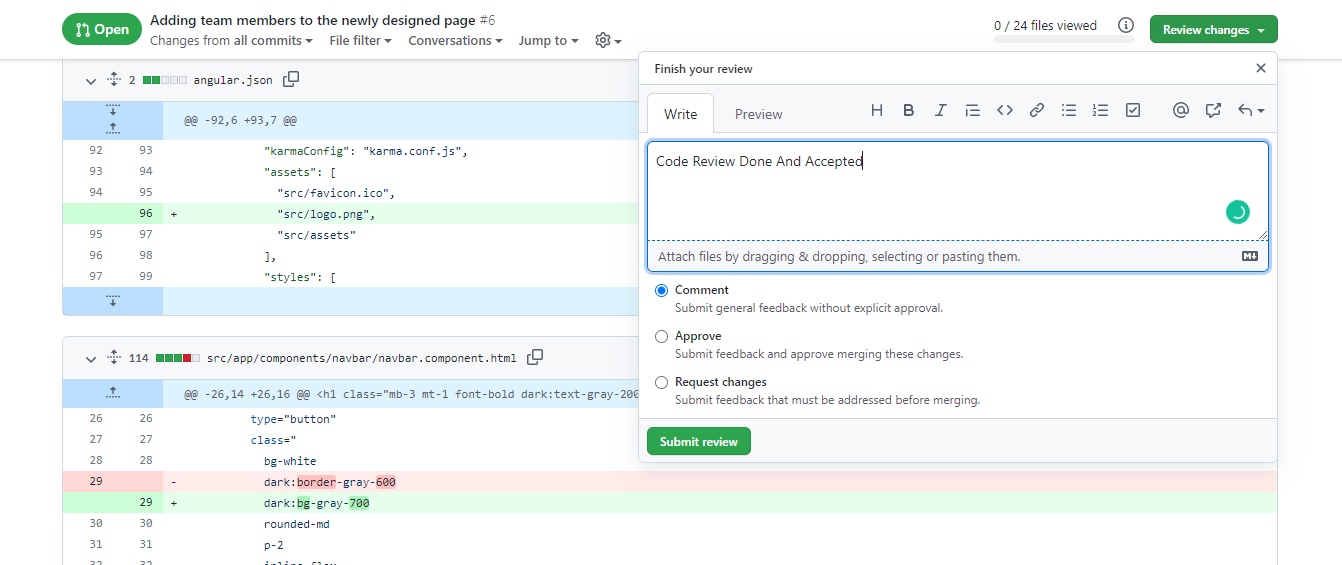 Open
Adding team members to the newly designed page #6
Changes from all commits File filter Conversations Jump to
0 / 24 files viewed
Review changes
2 angular.json
@@ -92,6 +93,7 @@
92 93 "karmaConfig": "karma.conf.js",
93 94 "assets": [
94 95 "src/favicon.ico",
96 + "src/logo.png",
95 97 "src/assets"
96 98 ],
97 99 "styles": [
114 src/app/components/navbar/navbar.component.html
@@ -26,14 +26,16 @@ <h1 class="mb-3 mt-1 font-bold dark:text-gray-200
26 26 type="button"
27 27 class="
28 28 bg-white
29 - dark:border-gray-600
29 + dark:bg-gray-700
30 30 rounded-md
31 31 p-2
32 32 inline-flex
Finish your review
Write Preview
Code Review Done And Accepted
Attach files by dragging & dropping, selecting or pasting them.
Comment
Submit general feedback without explicit approval.
Approve
Submit feedback and approve merging these changes.
Request changes
Submit feedback that must be addressed before merging.
Submit review